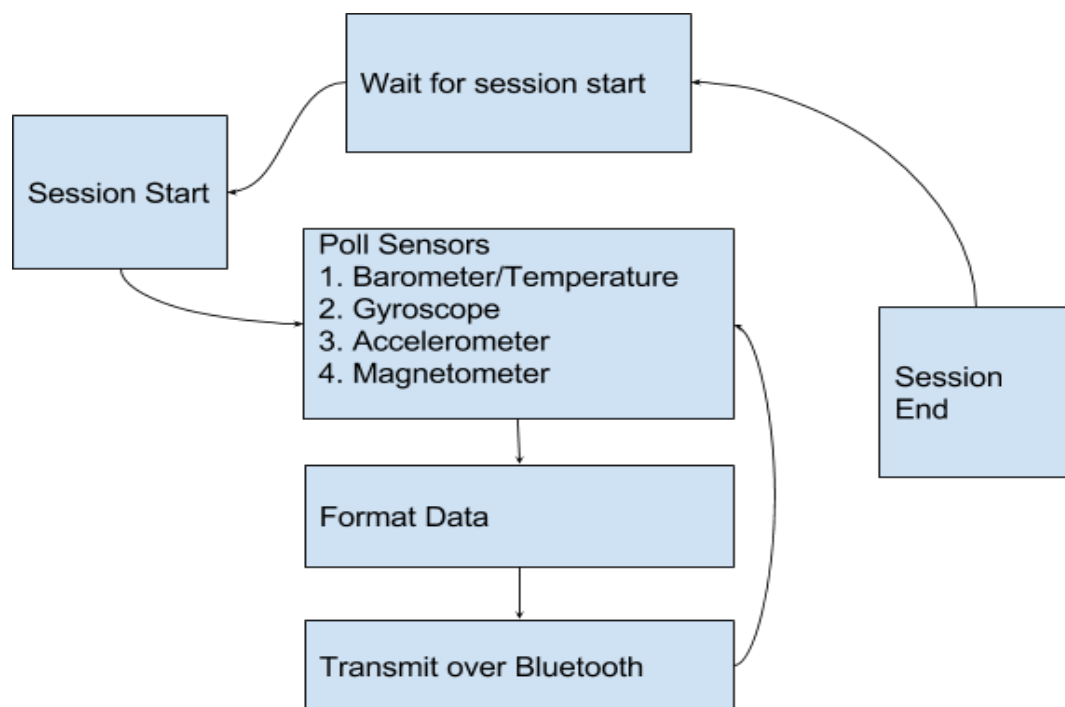 Wait for session start
Session Start
Poll Sensors
1. Barometer/Temperature
2. Gyroscope
3. Accelerometer
4. Magnetometer
Session
End
Format Data
Transmit over Bluetooth